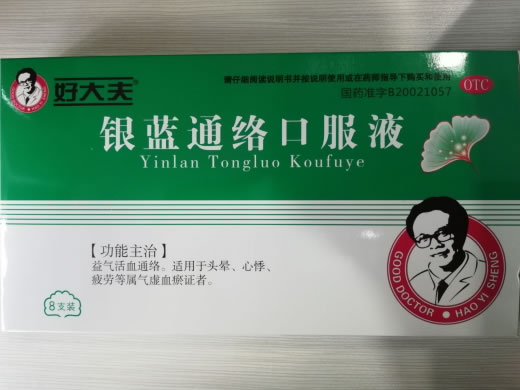 好大夫®
请仔细阅读说明书并按说明使用或在药师指导下购买和使用
OTC
国药准字B20021057
银蓝通络口服液
Yinlan Tongluo Koufuye
【功能主治】
益气活血通络。适用于头晕、心悸、
疲劳等属气虚血瘀证者。
8支装
GOOD DOCTOR · HAO YI SHENG